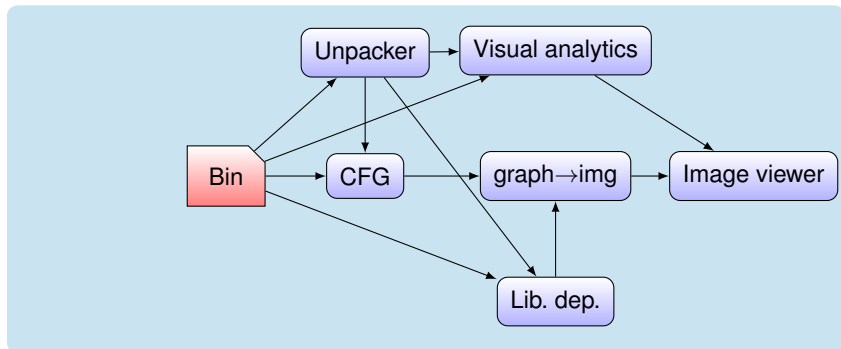 Unpacker
Visual analytics
Bin
CFG
graph→img
Image viewer
Lib. dep.